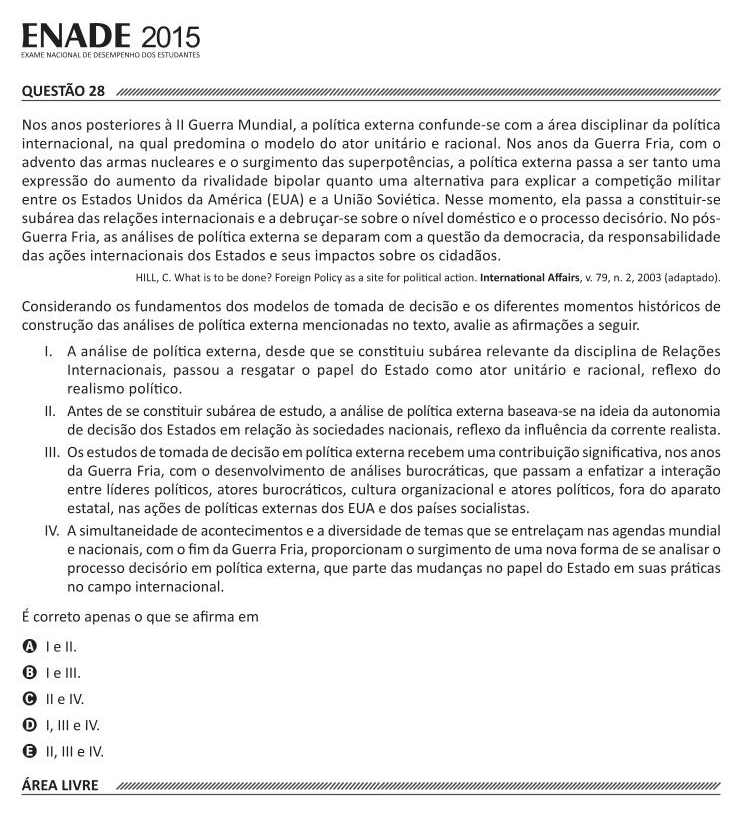 ENADE 2015
EXAME NACIONAL DE DESEMPENHO DOS ESTUDANTES
QUESTÃO 28
Nos anos posteriores à II Guerra Mundial, a política externa confunde-se com a área disciplinar da política
internacional, na qual predomina o modelo do ator unitário e racional. Nos anos da Guerra Fria, com o
advento das armas nucleares e o surgimento das superpotências, a política externa passa a ser tanto uma
expressão do aumento da rivalidade bipolar quanto uma alternativa para explicar a competição militar
entre os Estados Unidos da América (EUA) e a União Soviética. Nesse momento, ela passa a constituir-se
subárea das relações internacionais e a debruçar-se sobre o nível doméstico e o processo decisório. No pós-
Guerra Fria, as análises de política externa se deparam com a questão da democracia, da responsabilidade
das ações internacionais dos Estados e seus impactos sobre os cidadãos.
HILL, C. What is to be done? Foreign Policy as a site for political action. International Affairs, v. 79, n. 2, 2003 (adaptado).
Considerando os fundamentos dos modelos de tomada de decisão e os diferentes momentos históricos de
construção das análises de política externa mencionadas no texto, avalie as afirmações a seguir.
I. A análise de política externa, desde que se constituiu subárea relevante da disciplina de Relações
Internacionais, passou a resgatar o papel do Estado como ator unitário e racional, reflexo do
realismo político.
II. Antes de se constituir subárea de estudo, a análise de política externa baseava-se na ideia da autonomia
de decisão dos Estados em relação às sociedades nacionais, reflexo da influência da corrente realista.
III. Os estudos de tomada de decisão em política externa recebem uma contribuição significativa, nos anos
da Guerra Fria, com o desenvolvimento de análises burocráticas, que passam a enfatizar a interação
entre líderes políticos, atores burocráticos, cultura organizacional e atores políticos, fora do aparato
estatal, nas ações de políticas externas dos EUA e dos países socialistas.
IV. A simultaneidade de acontecimentos e a diversidade de temas que se entrelaçam nas agendas mundial
e nacionais, com o fim da Guerra Fria, proporcionam o surgimento de uma nova forma de se analisar o
processo decisório em política externa, que parte das mudanças no papel do Estado em suas práticas
no campo internacional.
É correto apenas o que se afirma em
A I e II.
B I e III.
C II e IV.
D I, III e IV.
E II, III e IV.
ÁREA LIVRE